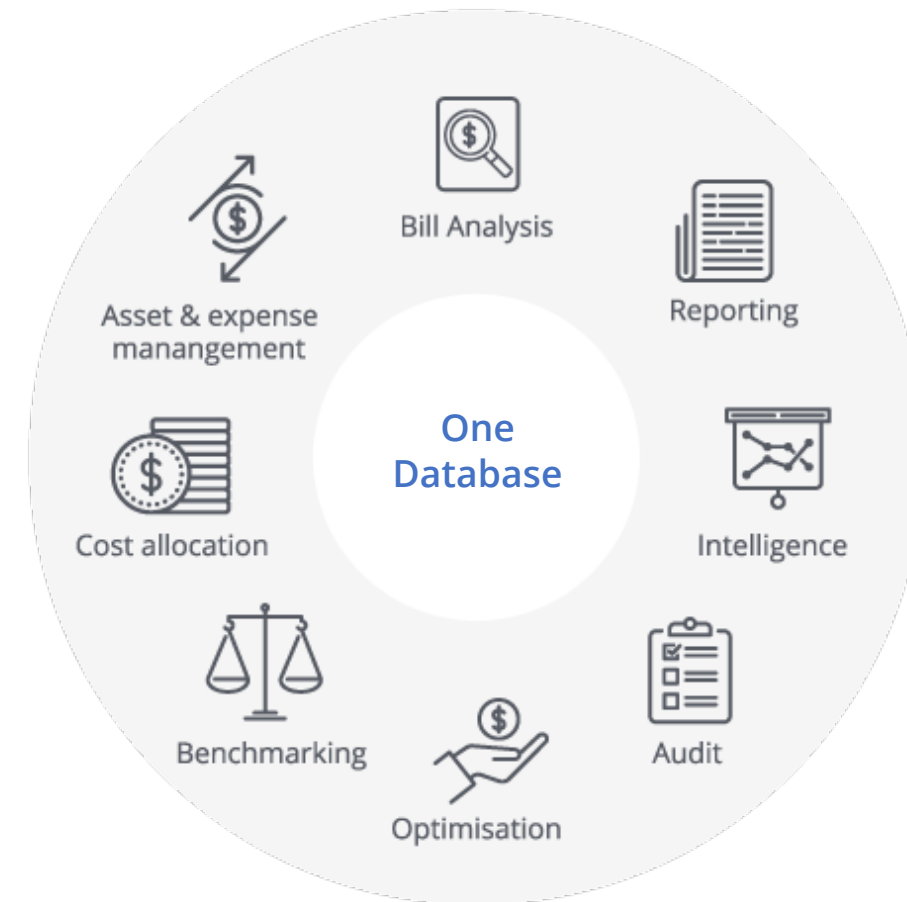 Bill Analysis
Reporting
Intelligence
Audit
Optimisation
Benchmarking
Cost allocation
Asset & expense
manangement
One
Database